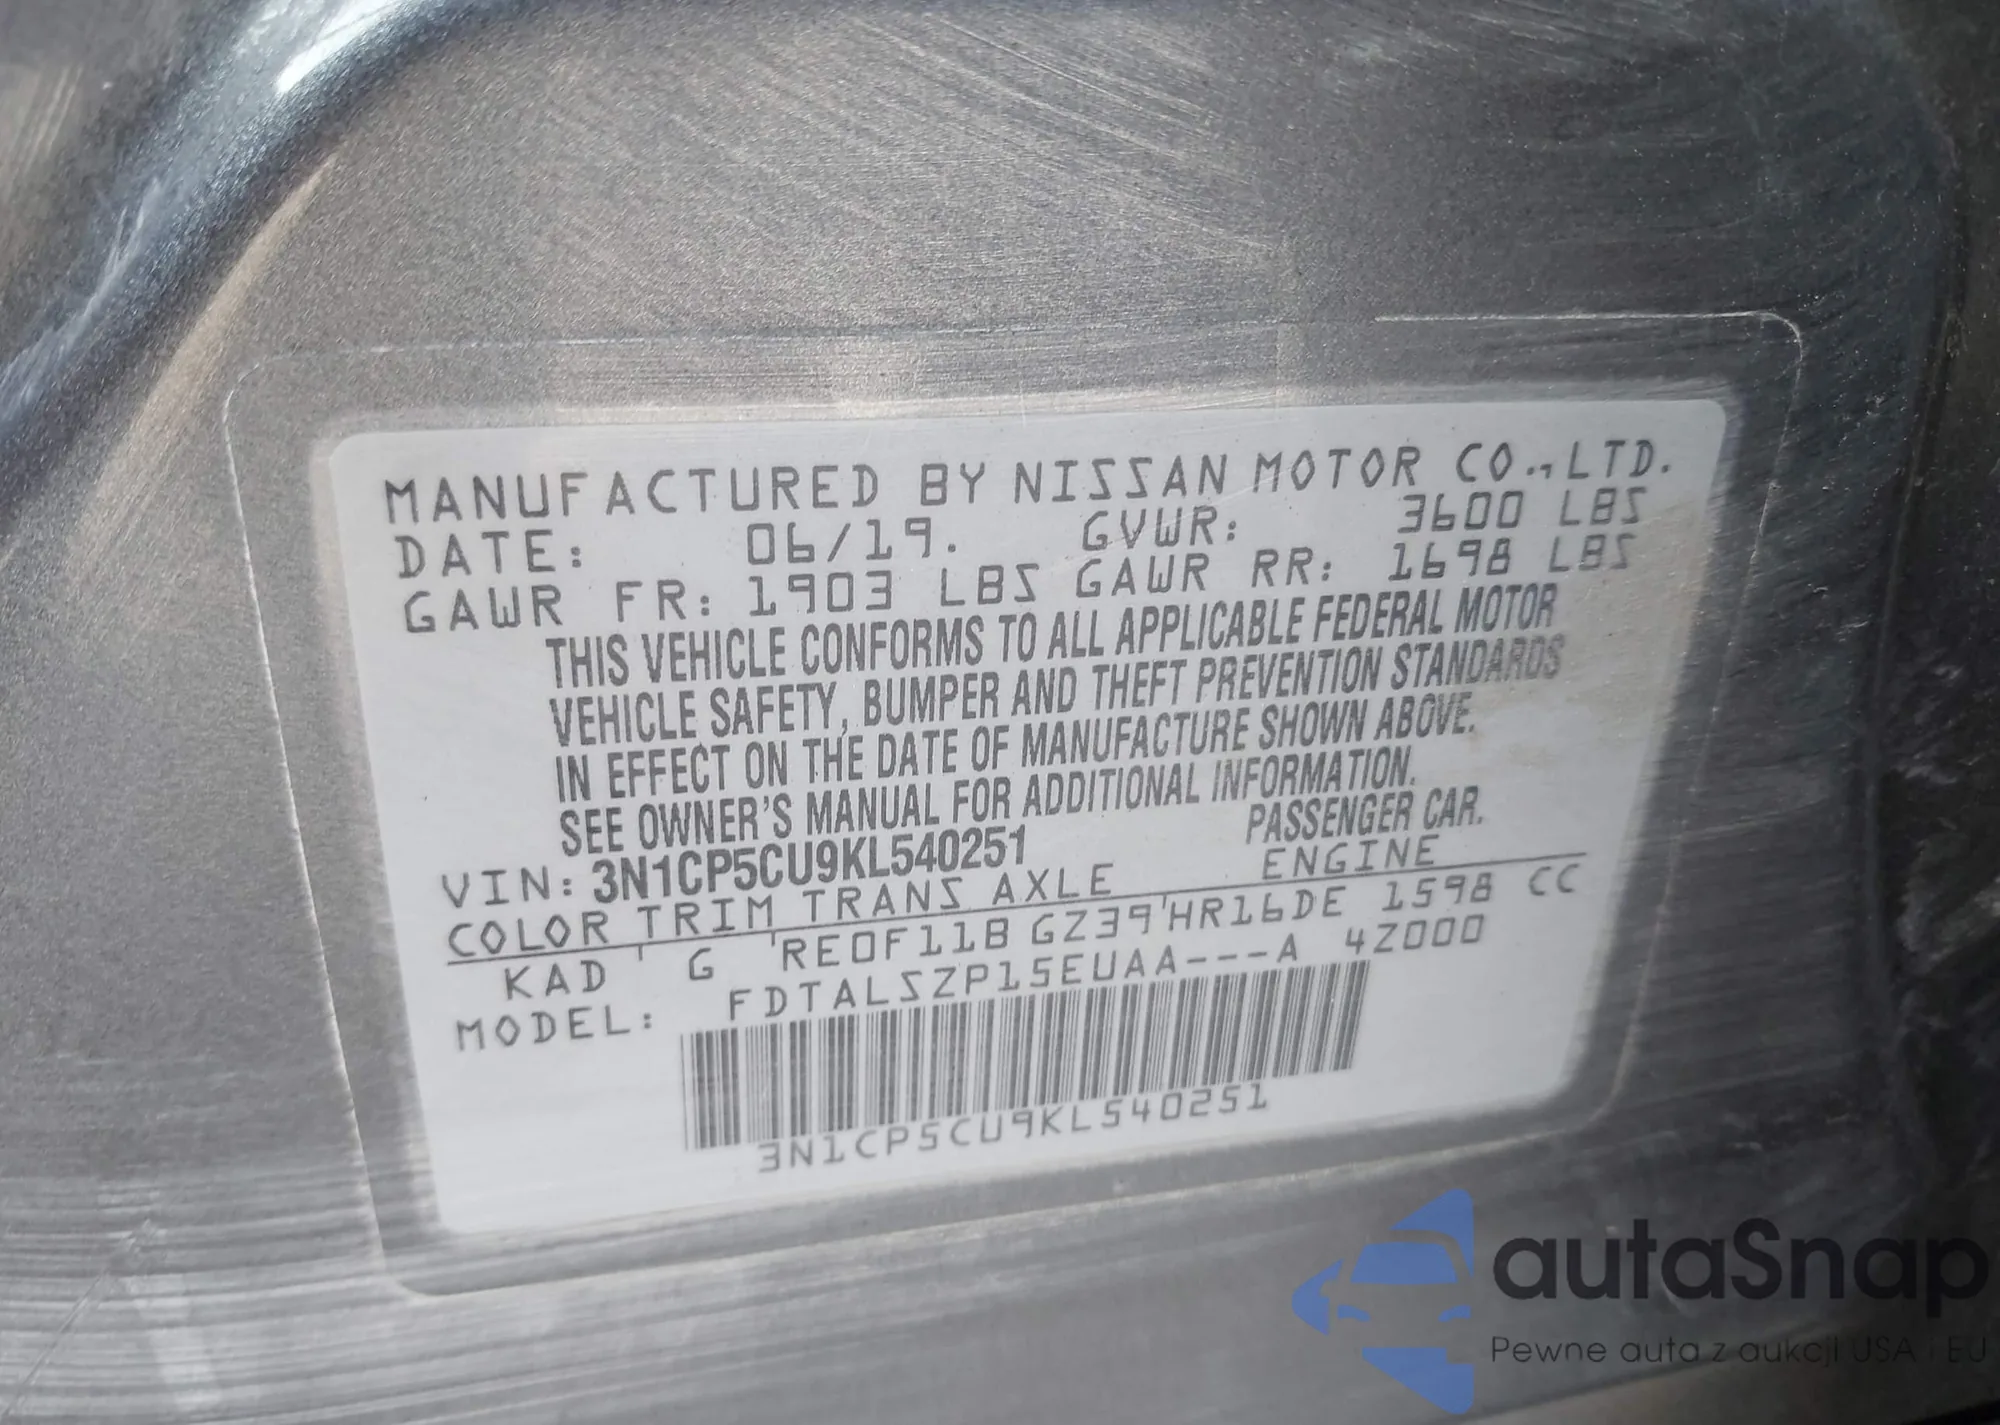 MANUFACTURED BY NISSAN MOTOR CO., LTD.
DATE: 06/19. GVWR: 3600 LBS
GAWR FR: 1903 LBS GAWR RR: 1698 LBS
THIS VEHICLE CONFORMS TO ALL APPLICABLE FEDERAL MOTOR
VEHICLE SAFETY, BUMPER AND THEFT PREVENTION STANDARDS
IN EFFECT ON THE DATE OF MANUFACTURE SHOWN ABOVE.
SEE OWNER'S MANUAL FOR ADDITIONAL INFORMATION.
VIN: 3N1CP5CU9KL540251 PASSENGER CAR.
COLOR TRIM TRANS AXLE ENGINE
KAD ' G 'RE0F11B GZ39'HR16DE 1598 CC
MODEL: FDTALSZP15EUAA---A 4Z000
3N1CP5CU9KL540251
autaSnap
Pewne auta z aukcji USA i EU